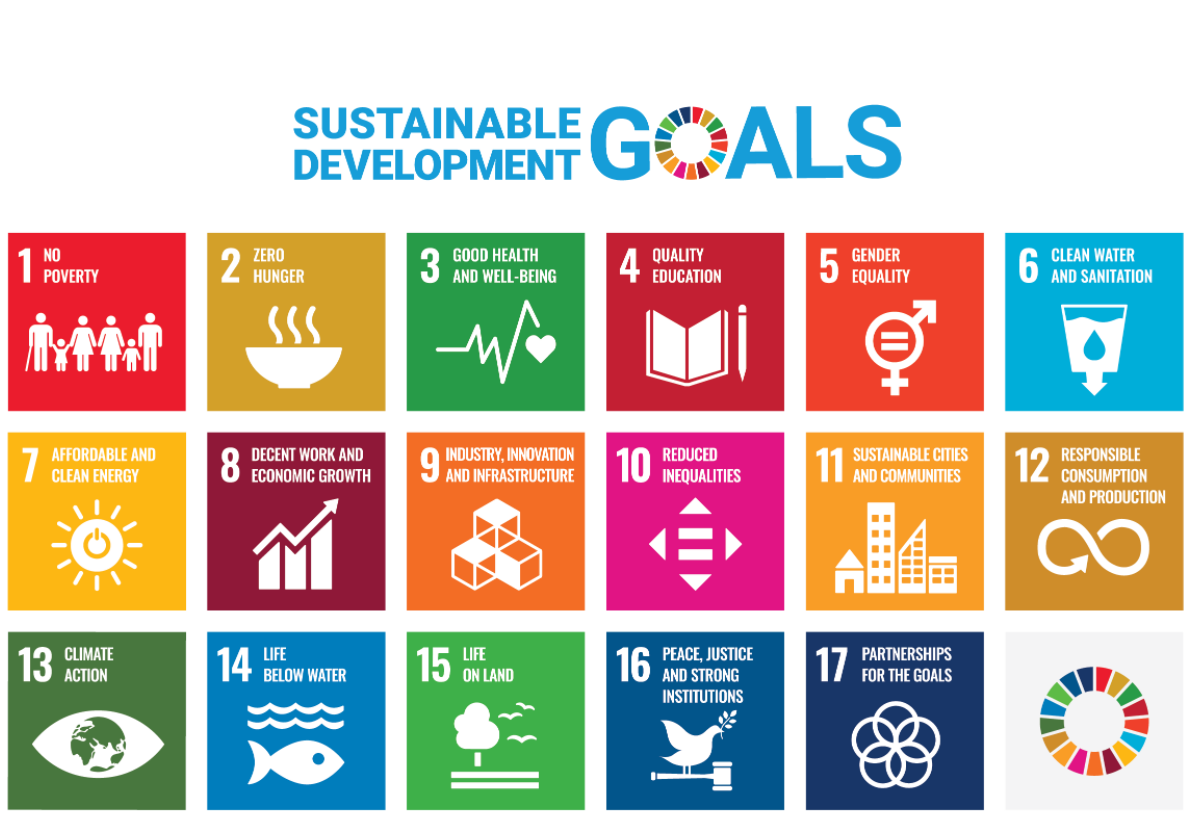 SUSTAINABLE
DEVELOPMENT
GOALS
1 NO
POVERTY
2 ZERO
HUNGER
3 GOOD HEALTH
AND WELL-BEING
4 QUALITY
EDUCATION
5 GENDER
EQUALITY
6 CLEAN WATER
AND SANITATION
7 AFFORDABLE AND
CLEAN ENERGY
8 DECENT WORK AND
ECONOMIC GROWTH
9 INDUSTRY, INNOVATION
AND INFRASTRUCTURE
10 REDUCED
INEQUALITIES
11 SUSTAINABLE CITIES
AND COMMUNITIES
12 RESPONSIBLE
CONSUMPTION
AND PRODUCTION
13 CLIMATE
ACTION
14 LIFE
BELOW WATER
15 LIFE
ON LAND
16 PEACE, JUSTICE
AND STRONG
INSTITUTIONS
17 PARTNERSHIPS
FOR THE GOALS